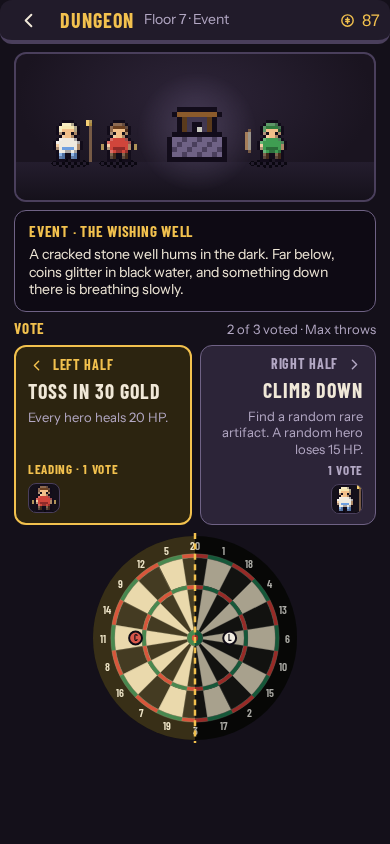 DUNGEON Floor 7 · Event 87
EVENT · THE WISHING WELL
A cracked stone well hums in the dark. Far below,
coins glitter in black water, and something down
there is breathing slowly.
VOTE 2 of 3 voted · Max throws
LEFT HALF
TOSS IN 30 GOLD
Every hero heals 20 HP.
LEADING · 1 VOTE
RIGHT HALF
CLIMB DOWN
Find a random rare
artifact. A random hero
loses 15 HP.
1 VOTE
20
5 1
12 18
9 4
14 13
11 C L 6
8 10
16 15
7 2
19 17